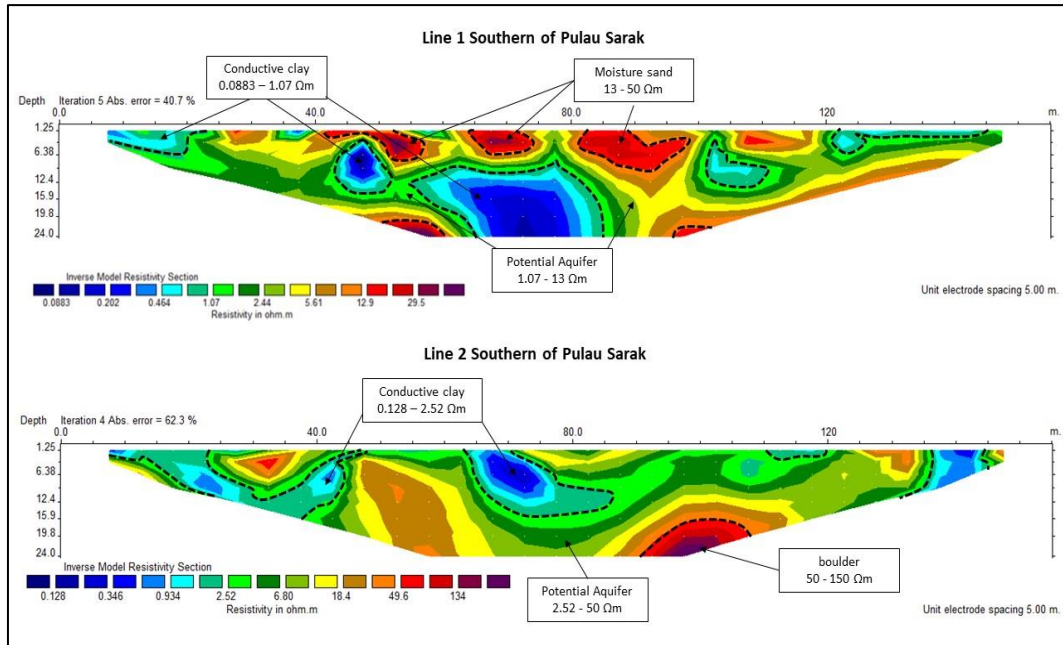 Line 1 Southern of Pulau Sarak
Conductive clay
0.0883 – 1.07 Ωm
Moisture sand
13 - 50 Ωm
Depth Iteration 5 Abs. error = 40.7 %
0.0 40.0 80.0 120 m.
1.25
6.38
12.4
15.9
19.8
24.0
Potential Aquifer
1.07 - 13 Ωm
Inverse Model Resistivity Section
0.0883 0.202 0.464 1.07 2.44 5.61 12.9 29.5
Resistivity in ohm.m
Unit electrode spacing 5.00 m.
Line 2 Southern of Pulau Sarak
Conductive clay
0.128 – 2.52 Ωm
Depth Iteration 4 Abs. error = 62.3 %
0.0 40.0 80.0 120 m.
1.25
6.38
12.4
15.9
19.8
24.0
boulder
50 - 150 Ωm
Potential Aquifer
2.52 - 50 Ωm
Inverse Model Resistivity Section
0.128 0.346 0.934 2.52 6.80 18.4 49.6 134
Resistivity in ohm.m
Unit electrode spacing 5.00 m.